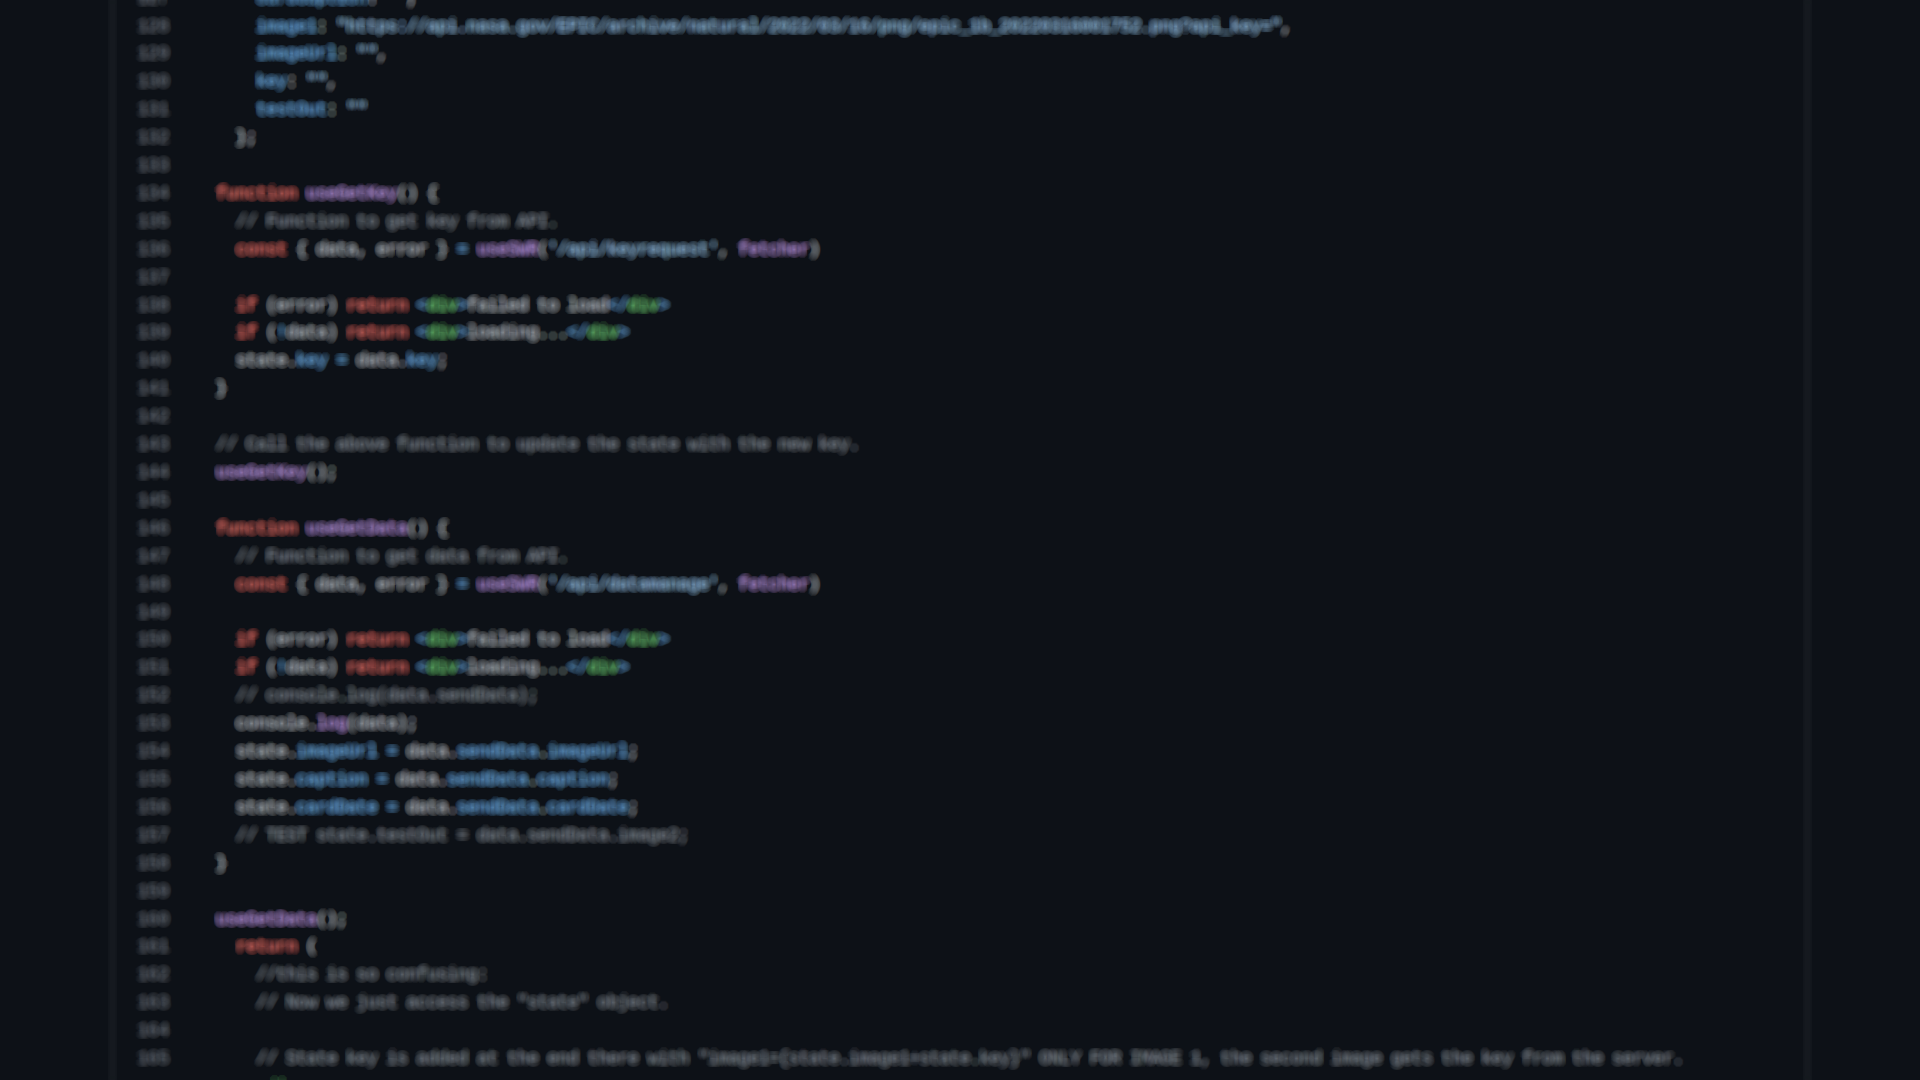 128 image1: "https://api.nasa.gov/EPIC/archive/natural/2022/03/16/png/epic_1b_20220316001752.png?api_key=",
129 imageUrl: "",
130 key: "",
131 testOut: ""
132 };
133
134 function useGetKey() {
135 // Function to get key from API.
136 const { data, error } = useSWR('/api/keyrequest', fetcher)
137
138 if (error) return <div>failed to load</div>
139 if (!data) return <div>loading...</div>
140 state.key = data.key;
141 }
142
143 // Call the above function to update the state with the new key.
144 useGetKey();
145
146 function useGetData() {
147 // Function to get data from API.
148 const { data, error } = useSWR('/api/datamanage', fetcher)
149
150 if (error) return <div>failed to load</div>
151 if (!data) return <div>loading...</div>
152 // console.log(data.sendData);
153 console.log(data);
154 state.imageUrl = data.sendData.imageUrl;
155 state.caption = data.sendData.caption;
156 state.cardDate = data.sendData.cardDate;
157 // TEST state.testOut = data.sendData.image2;
158 }
159
160 useGetData();
161 return (
162 //this is so confusing:
163 // Now we just access the "state" object.
164
165 // State key is added at the end there with "image1={state.image1+state.key}" ONLY FOR IMAGE 1, the second image gets the key from the server.